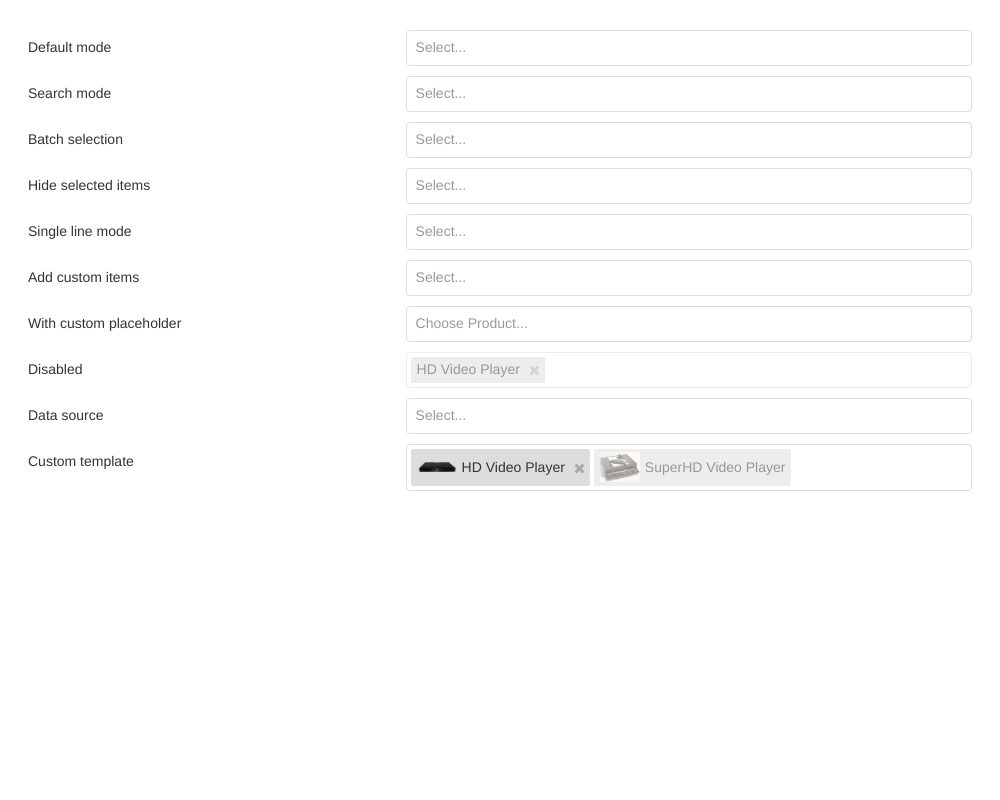 Default mode
Select...
Search mode
Select...
Batch selection
Select...
Hide selected items
Select...
Single line mode
Select...
Add custom items
Select...
With custom placeholder
Choose Product...
Disabled
HD Video Player
Data source
Select...
Custom template
HD Video Player SuperHD Video Player